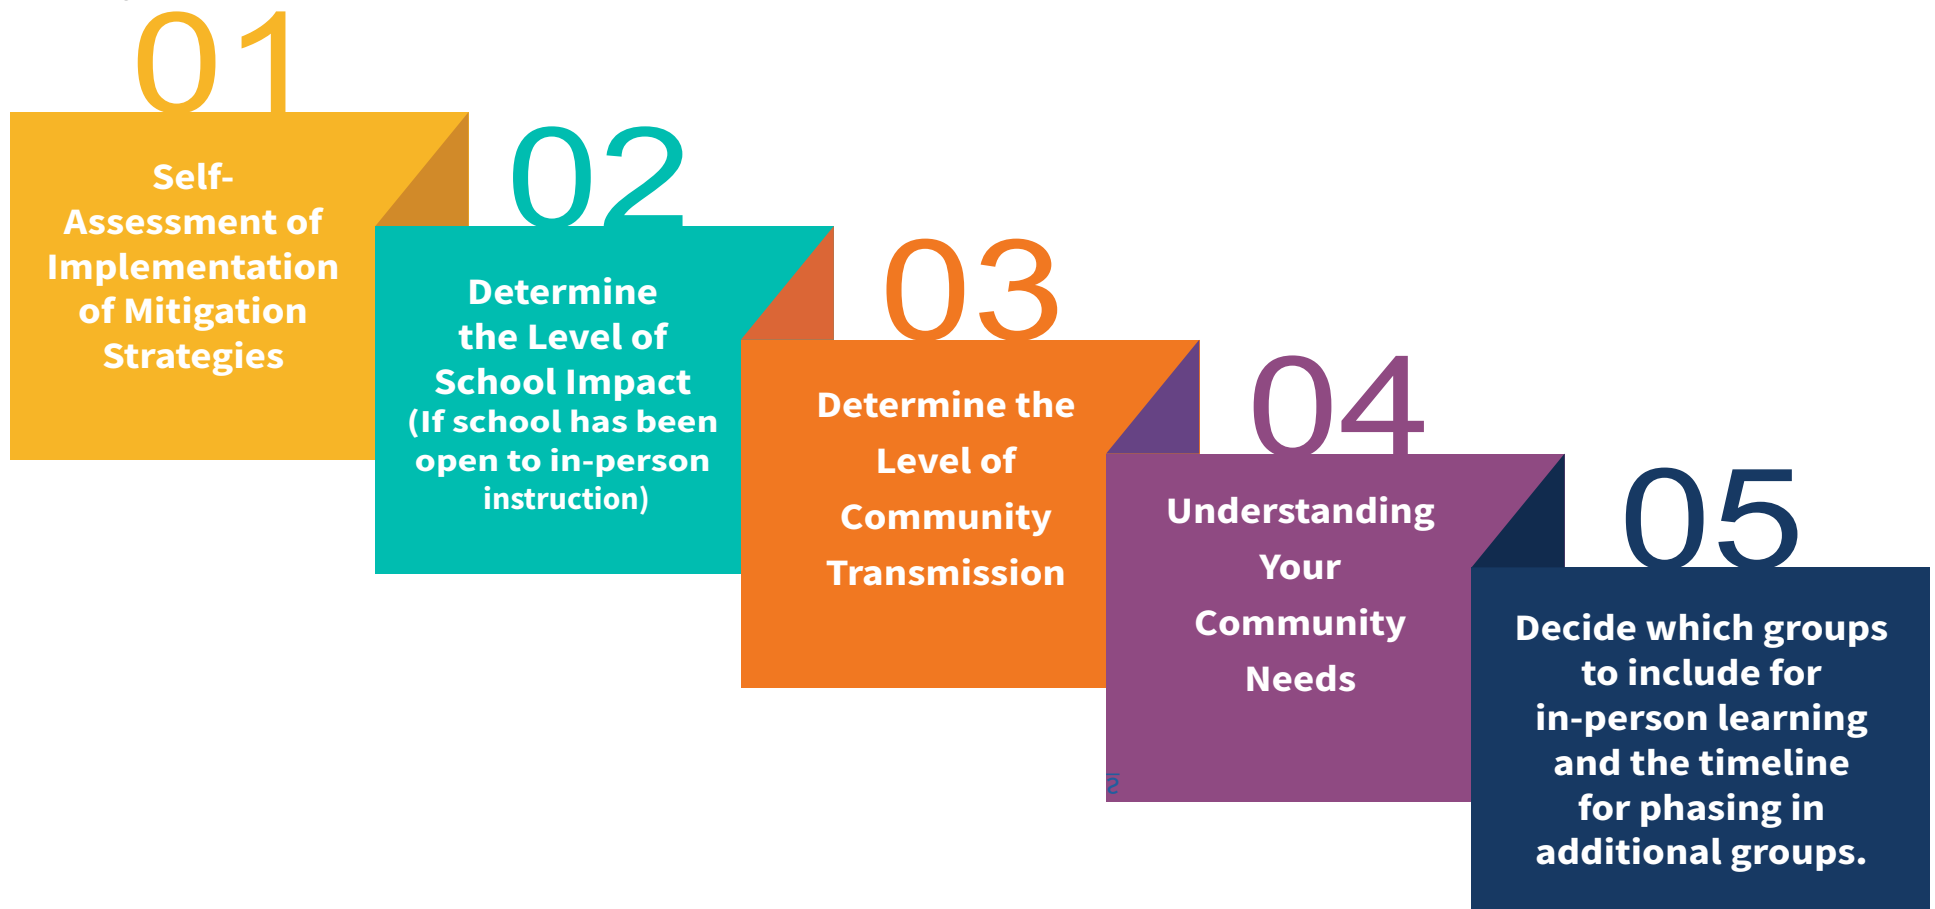 01
Self-
Assessment of
Implementation
of Mitigation
Strategies
02
Determine
the Level of
School Impact
(If school has been
open to in-person
instruction)
03
Determine the
Level of
Community
Transmission
04
Understanding
Your
Community
Needs
05
Decide which groups
to include for
in-person learning
and the timeline
for phasing in
additional groups.